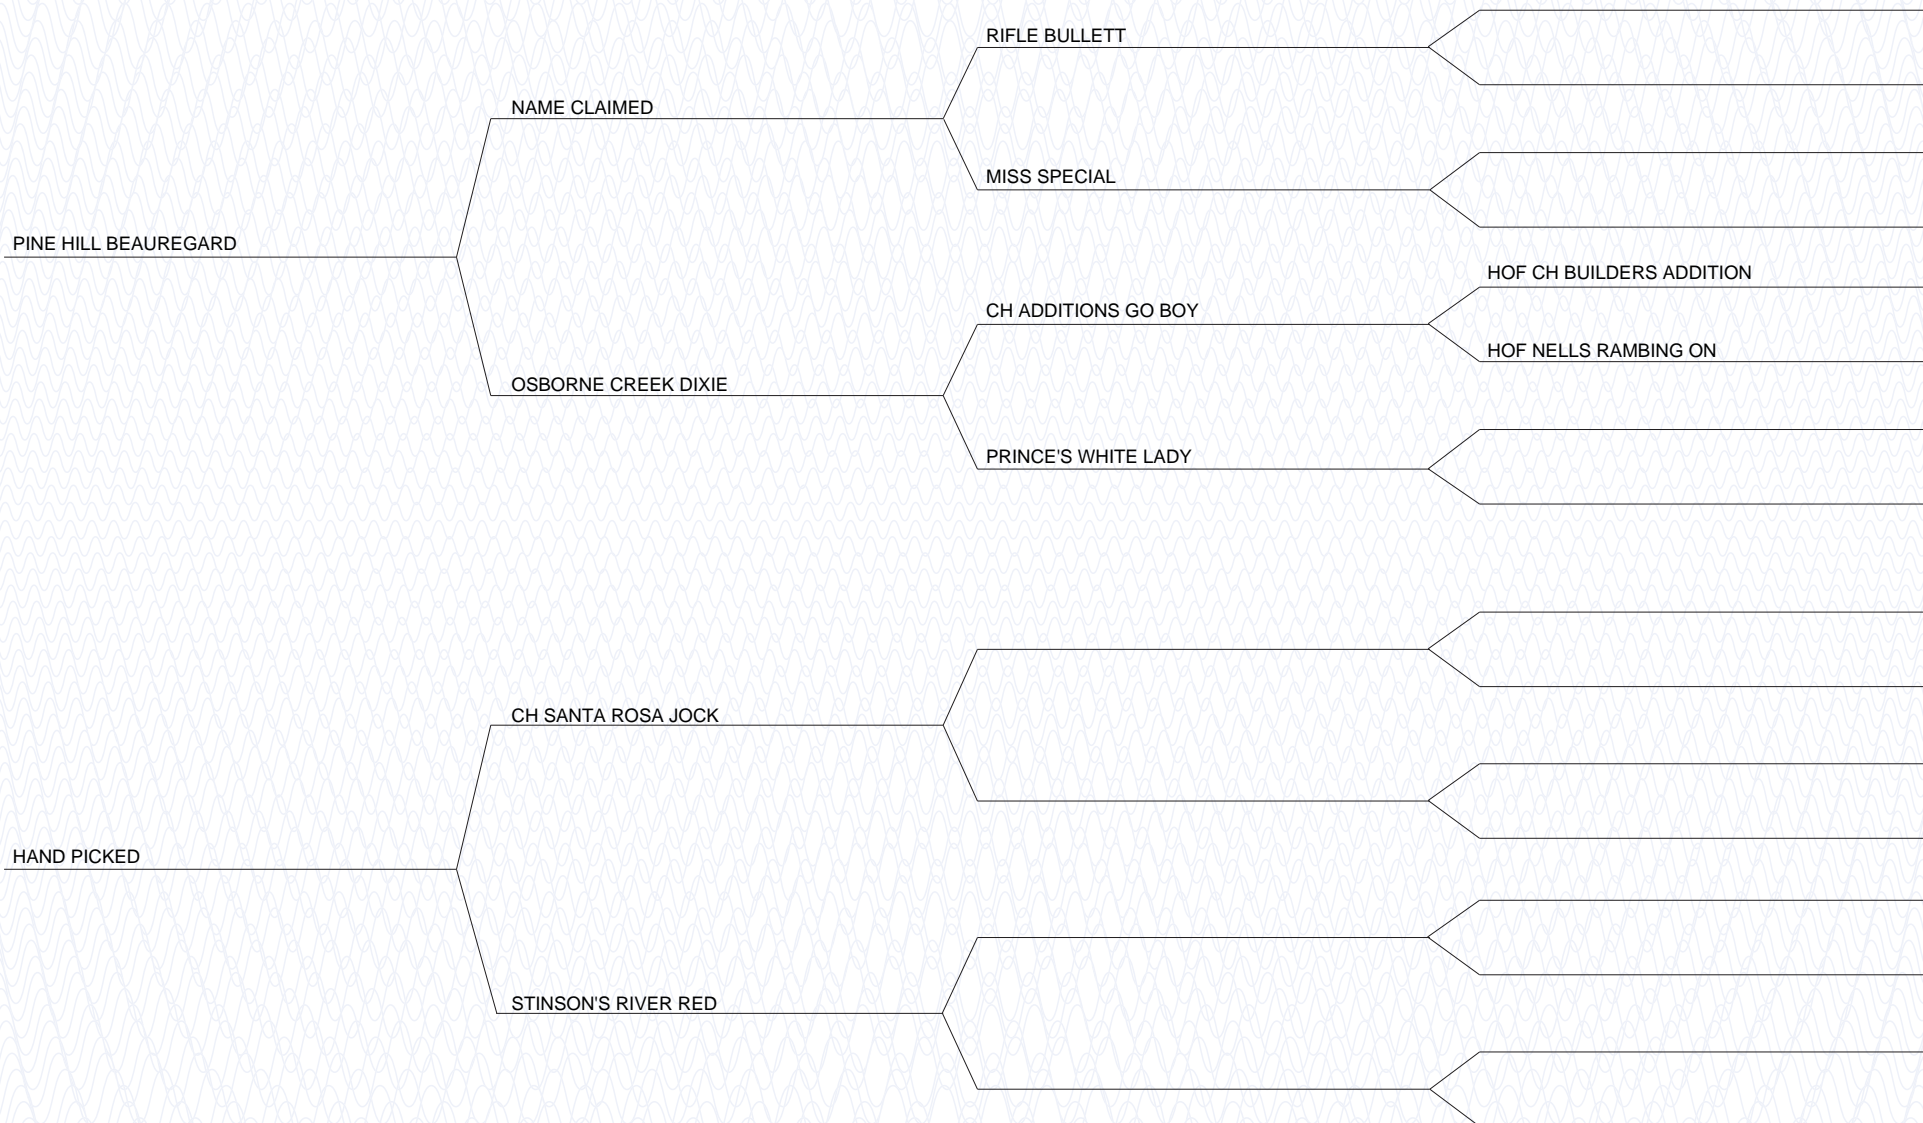 RIFLE BULLETT
NAME CLAIMED
MISS SPECIAL
PINE HILL BEAUREGARD
HOF CH BUILDERS ADDITION
CH ADDITIONS GO BOY
HOF NELLS RAMBING ON
OSBORNE CREEK DIXIE
PRINCE'S WHITE LADY
CH SANTA ROSA JOCK
HAND PICKED
STINSON'S RIVER RED